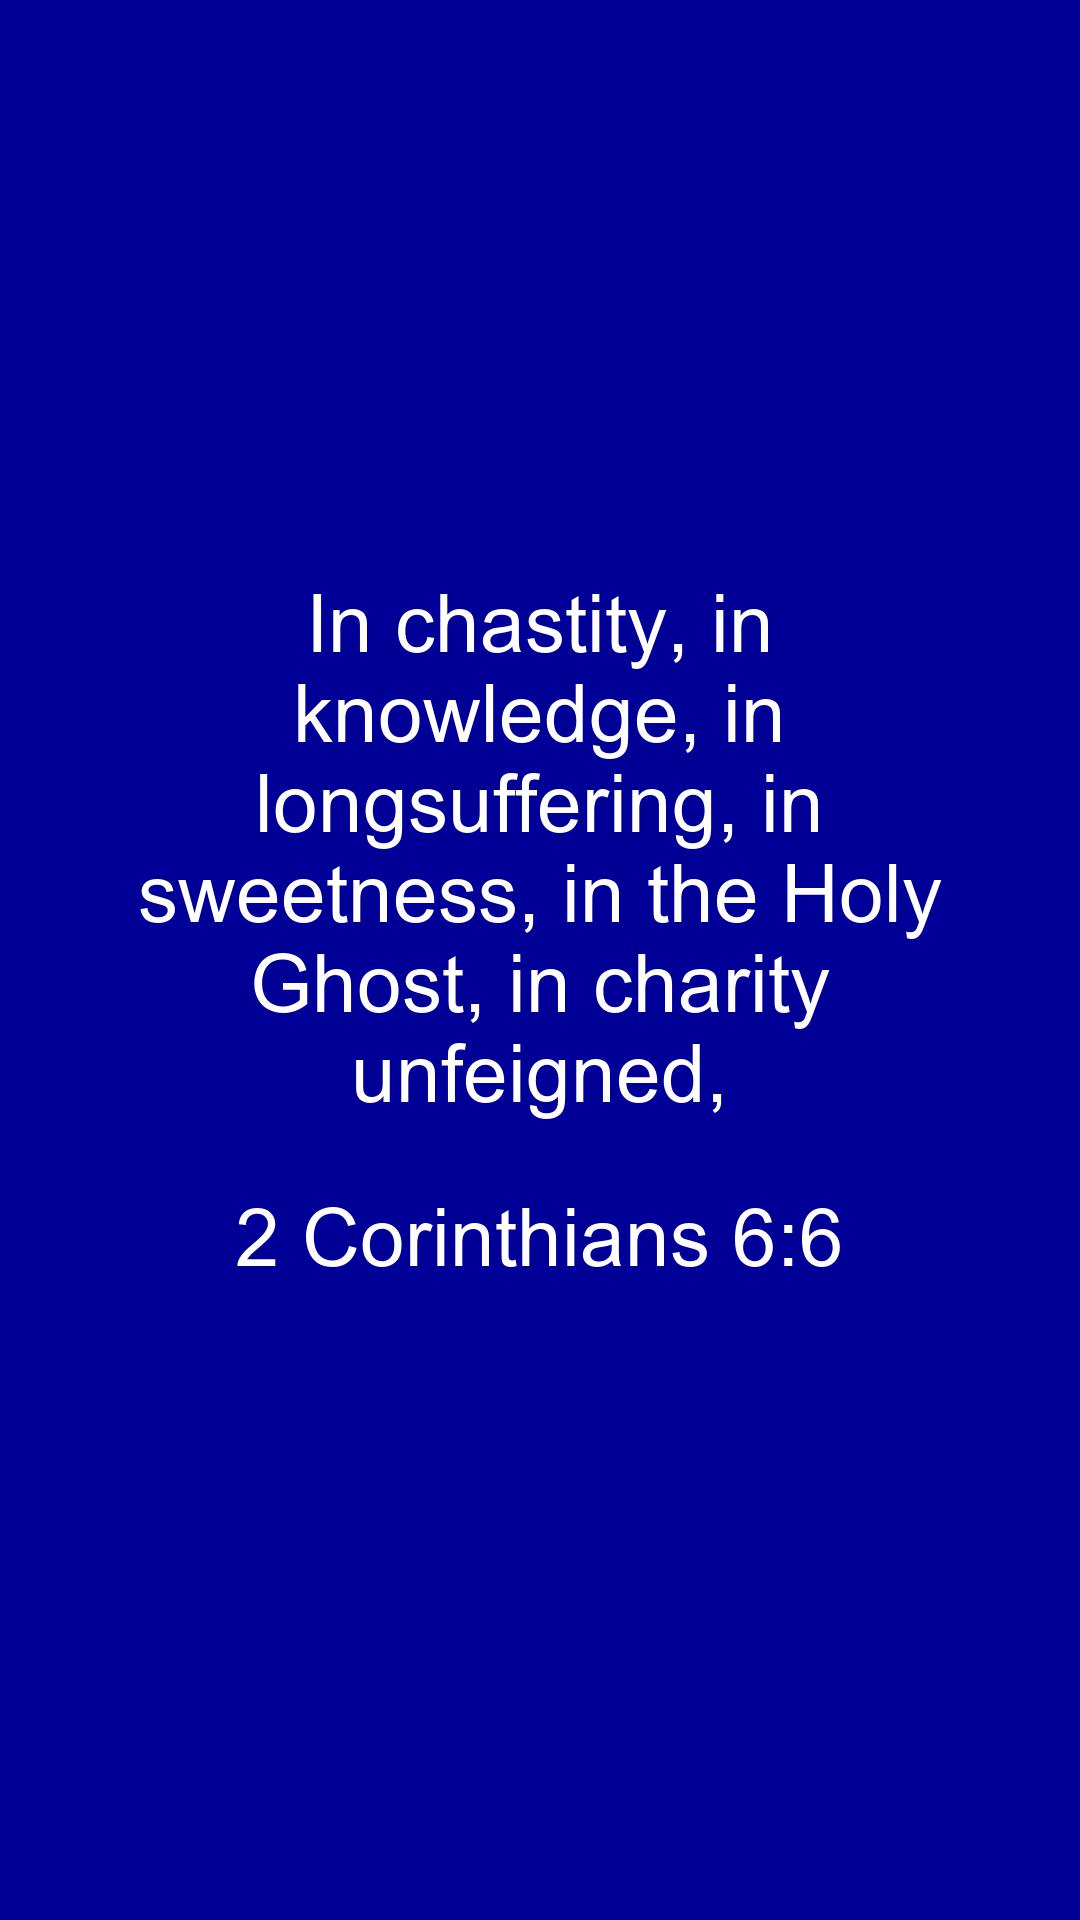 In chastity, in
knowledge, in
longsuffering, in
sweetness, in the Holy
Ghost, in charity
unfeigned,
2 Corinthians 6:6